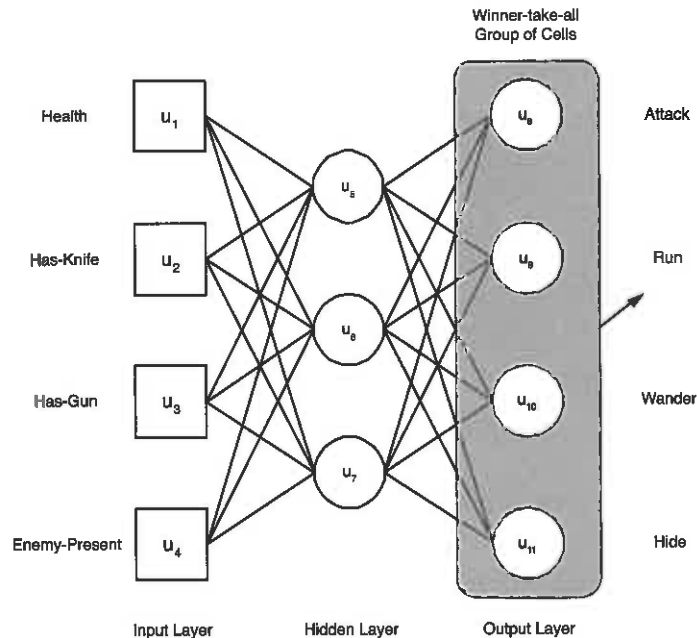 Winner-take-all
Group of Cells
Health
u1
u8
Attack
u5
Has-Knife
u2
u9
Run
u6
Has-Gun
u3
u10
Wander
u7
Enemy-Present
u4
u11
Hide
Input Layer
Hidden Layer
Output Layer